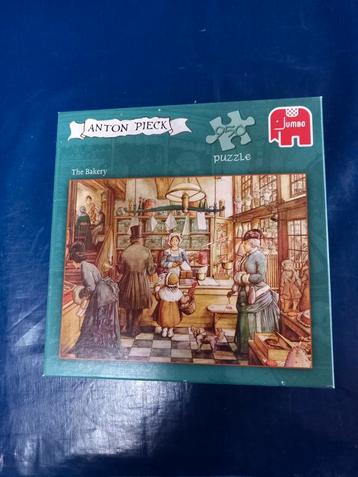 ANTON PIECK
950
puzzle
Jumbo
The Bakery